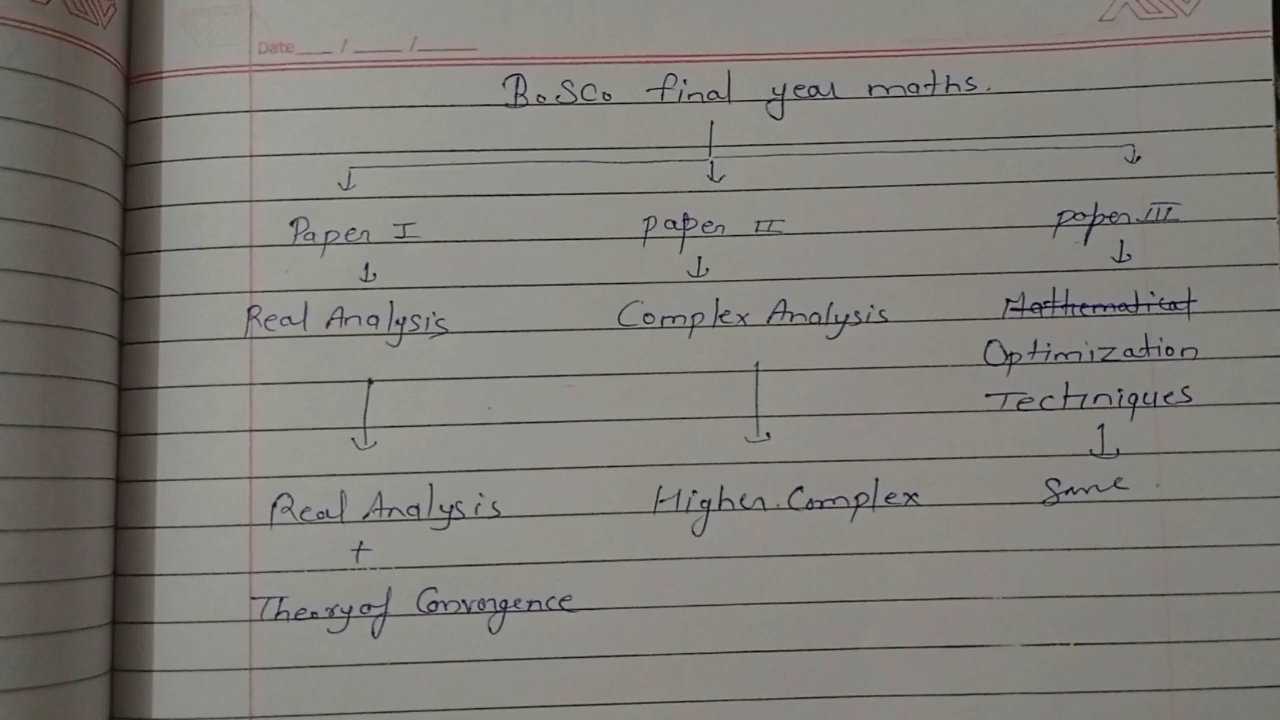 Date ___ / ___ / ___
B.Sc. final year maths.
Paper I paper II paper III
Real Analysis Complex Analysis Mathematical
Optimization
Techniques
Real Analysis Higher Complex Same
+
Theory of Convergence